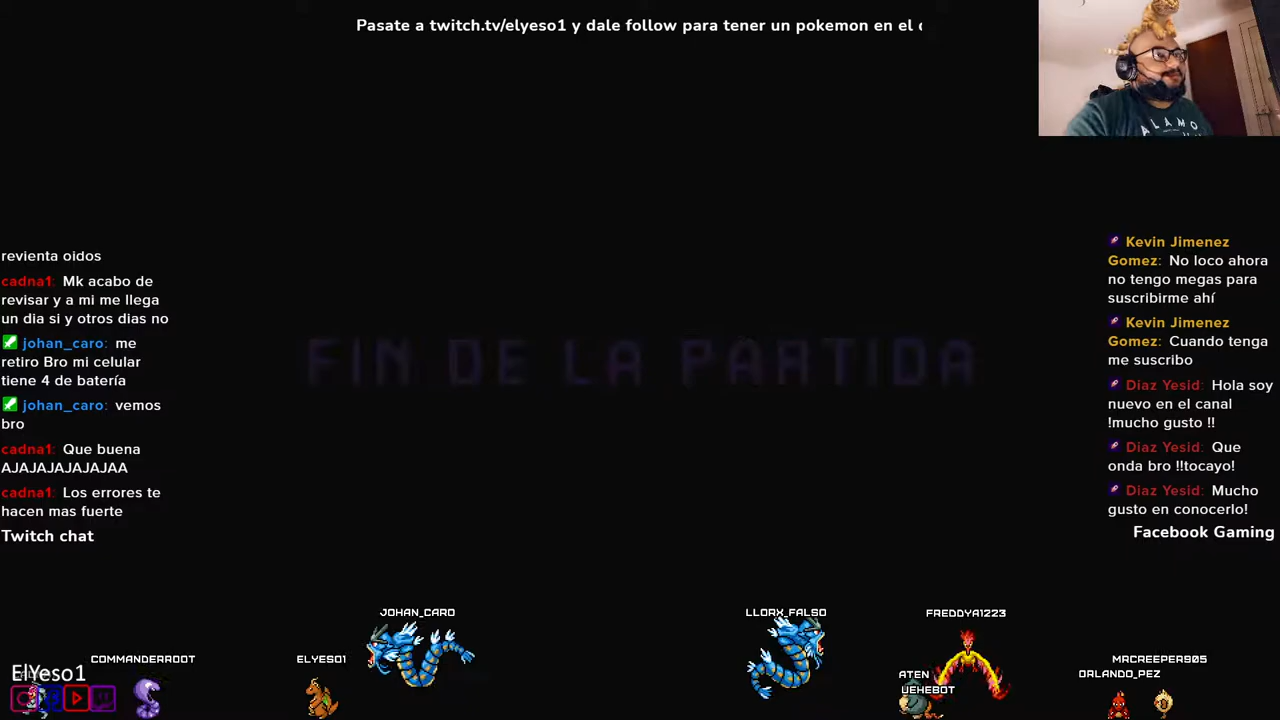 Pasate a twitch.tv/elyeso1 y dale follow para tener un pokemon en el
ALAMO
revienta oidos
cadna1: Mk acabo de
revisar y a mi me llega
un dia si y otros dias no
johan_caro: me
retiro Bro mi celular
tiene 4 de batería
johan_caro: vemos
bro
cadna1: Que buena
AJAJAJAJAJAJAA
cadna1: Los errores te
hacen mas fuerte
Twitch chat
FIN DE LA PARTIDA
Kevin Jimenez
Gomez: No loco ahora
no tengo megas para
suscribirme ahí
Kevin Jimenez
Gomez: Cuando tenga
me suscribo
Diaz Yesid: Hola soy
nuevo en el canal
!mucho gusto !!
Diaz Yesid: Que
onda bro !!tocayo!
Diaz Yesid: Mucho
gusto en conocerlo!
Facebook Gaming
JOHAN_CARO
LLORX_FALSO
FREDDYA1223
COMMANDERROOT
ELYESO1
MRCREEPER905
ElYeso1
ATEN
ORLANDO_PEZ
UEHEBOT